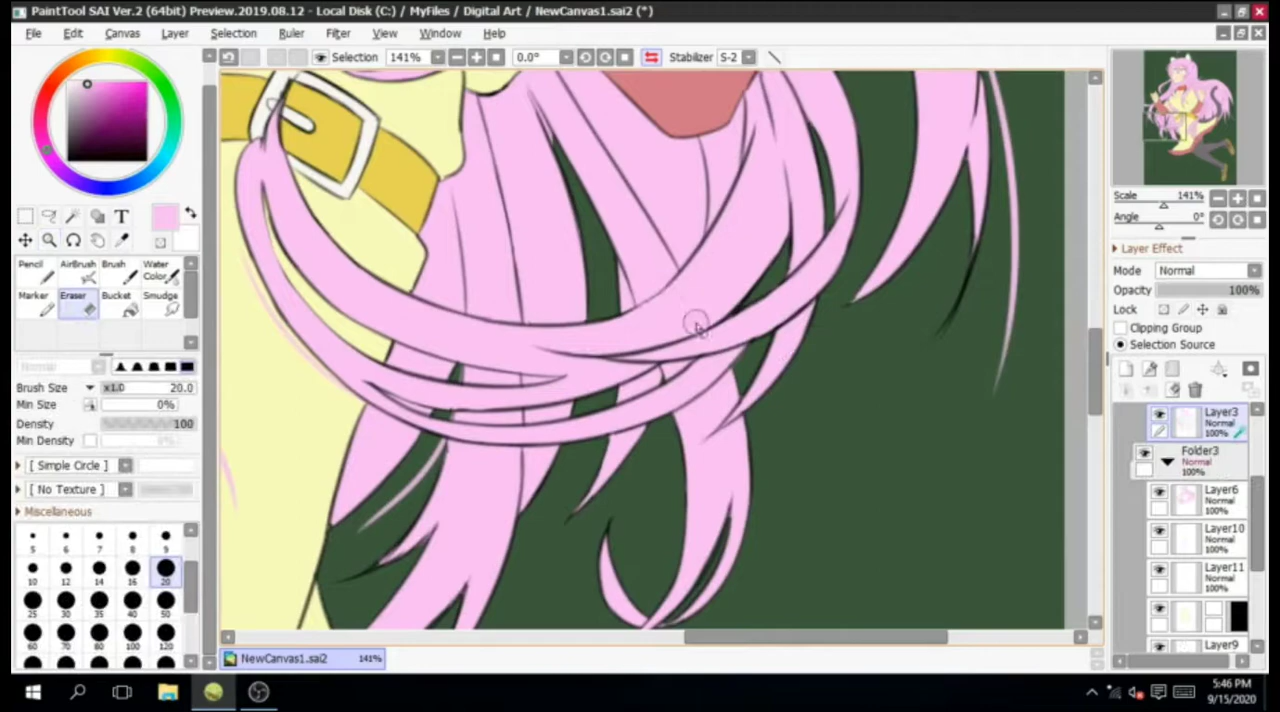 PaintTool SAI Ver.2 (64bit) Preview.2019.08.12 - Local Disk (C:) / MyFiles / Digital Art / NewCanvas1.sai2 (*)
File Edit Canvas Layer Selection Ruler Filter View Window Help
Selection 141% 0.0° Stabilizer S-2
Scale 141%
Angle 0°
Layer Effect
Mode Normal
Opacity 100%
Lock
Clipping Group
Selection Source
T
Pencil AirBrush Brush Water Color
Marker Eraser Bucket Smudge
Normal
Brush Size x1.0 20.0
Min Size 0%
Density 100
Min Density
[ Simple Circle ]
[ No Texture ]
Miscellaneous
5 6 7 8 9
10 12 14 16 20
25 30 35 40 50
60 70 80 100 120
Layer3
Normal
100%
Folder3
Normal
100%
Layer6
Normal
100%
Layer10
Normal
100%
Layer11
Normal
100%
Layer9
NewCanvas1.sai2 141%
5:46 PM
9/15/2020